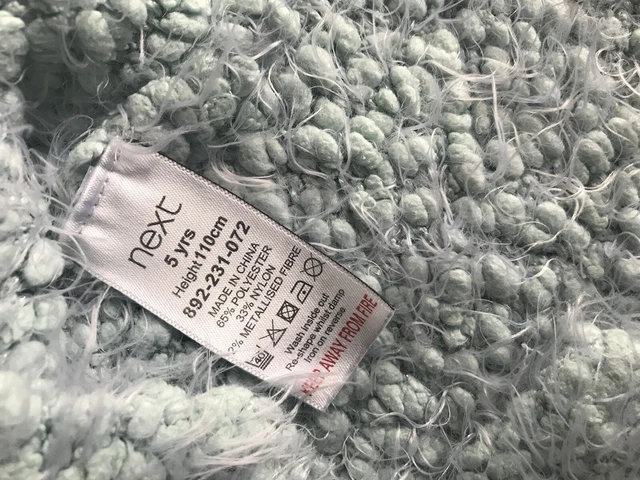 next
5 yrs
Height:110cm
892-231-072
MADE IN CHINA
65% POLYESTER
33% NYLON
2% METALLISED FIBRE
40
Wash inside out
Re-shape whilst damp
Iron on reverse
KEEP AWAY FROM FIRE